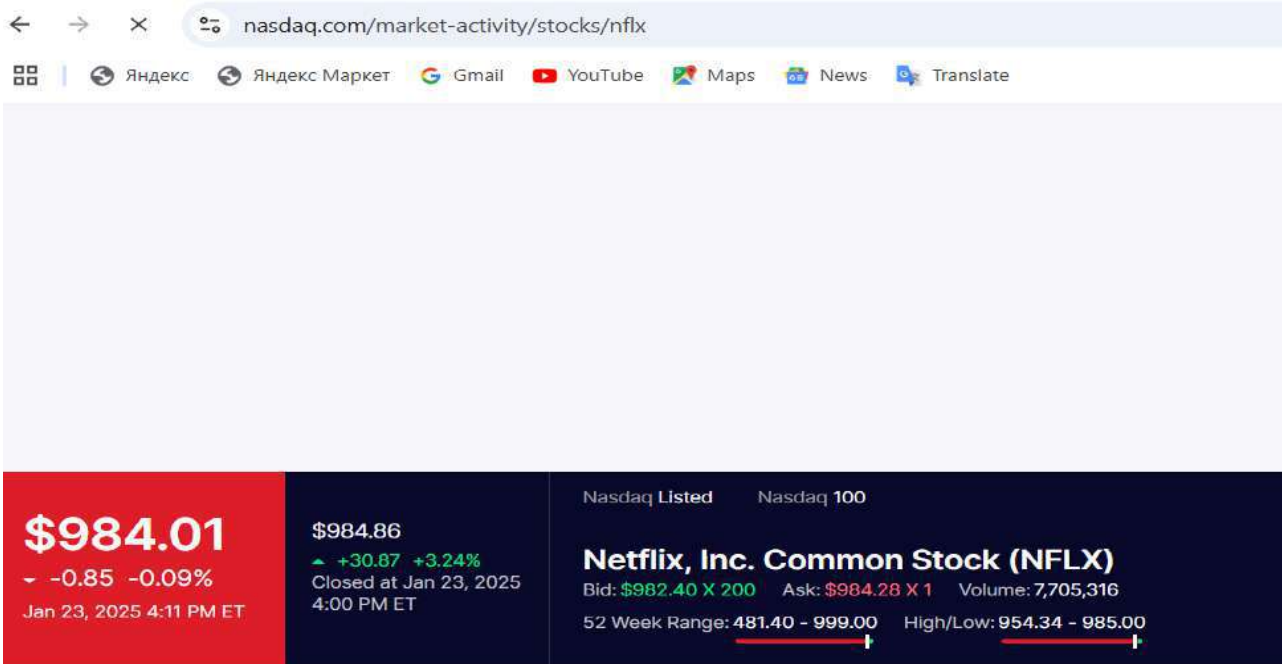 nasdaq.com/market-activity/stocks/nflx
Яндекс Яндекс Маркет Gmail YouTube Maps News Translate
$984.01
-0.85 -0.09%
Jan 23, 2025 4:11 PM ET
$984.86
+30.87 +3.24%
Closed at Jan 23, 2025
4:00 PM ET
Nasdaq Listed Nasdaq 100
Netflix, Inc. Common Stock (NFLX)
Bid: $982.40 X 200 Ask: $984.28 X 1 Volume: 7,705,316
52 Week Range: 481.40 - 999.00 High/Low: 954.34 - 985.00